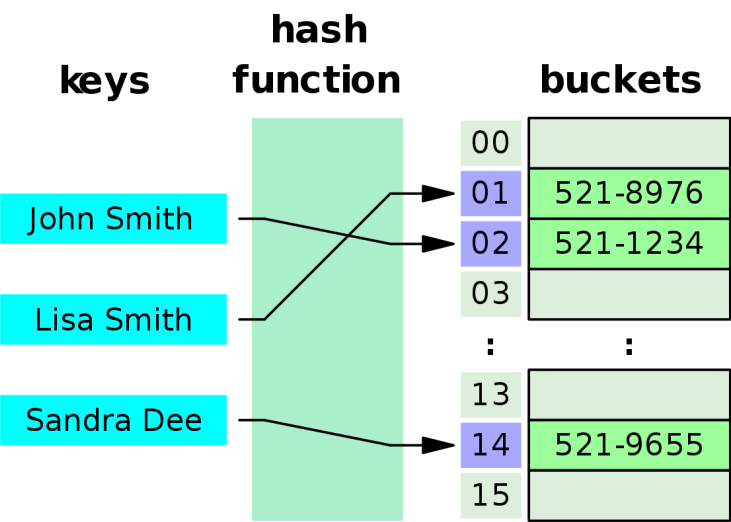 hash
keys function buckets
00
01 521-8976
John Smith
02 521-1234
03
Lisa Smith
: :
13
Sandra Dee
14 521-9655
15